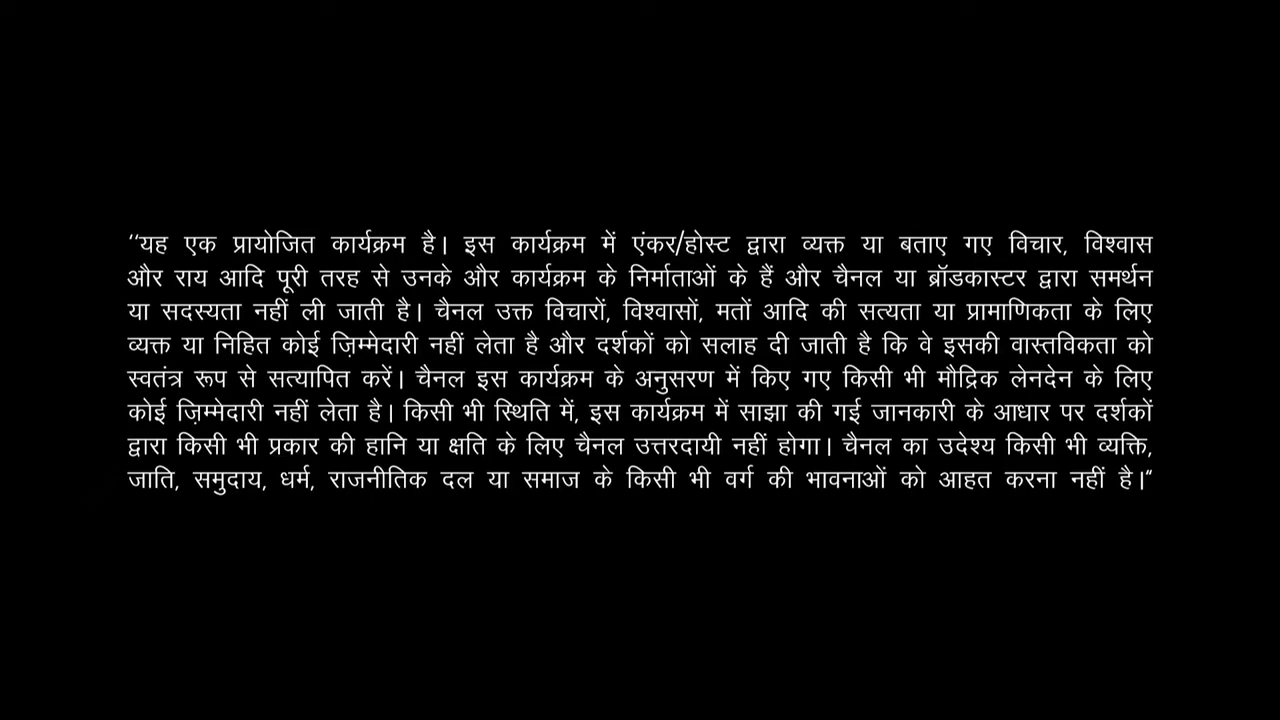 ‘‘यह एक प्रायोजित कार्यक्रम है। इस कार्यक्रम में एंकर/होस्ट द्वारा व्यक्त या बताए गए विचार, विश्वास
और राय आदि पूरी तरह से उनके और कार्यक्रम के निर्माताओं के हैं और चैनल या ब्रॉडकास्टर द्वारा समर्थन
या सदस्यता नहीं ली जाती है। चैनल उक्त विचारों, विश्वासों, मतों आदि की सत्यता या प्रामाणिकता के लिए
व्यक्त या निहित कोई ज़िम्मेदारी नहीं लेता है और दर्शकों को सलाह दी जाती है कि वे इसकी वास्तविकता को
स्वतंत्र रूप से सत्यापित करें। चैनल इस कार्यक्रम के अनुसरण में किए गए किसी भी मौद्रिक लेनदेन के लिए
कोई ज़िम्मेदारी नहीं लेता है। किसी भी स्थिति में, इस कार्यक्रम में साझा की गई जानकारी के आधार पर दर्शकों
द्वारा किसी भी प्रकार की हानि या क्षति के लिए चैनल उत्तरदायी नहीं होगा। चैनल का उदेश्य किसी भी व्यक्ति,
जाति, समुदाय, धर्म, राजनीतिक दल या समाज के किसी भी वर्ग की भावनाओं को आहत करना नहीं है।“